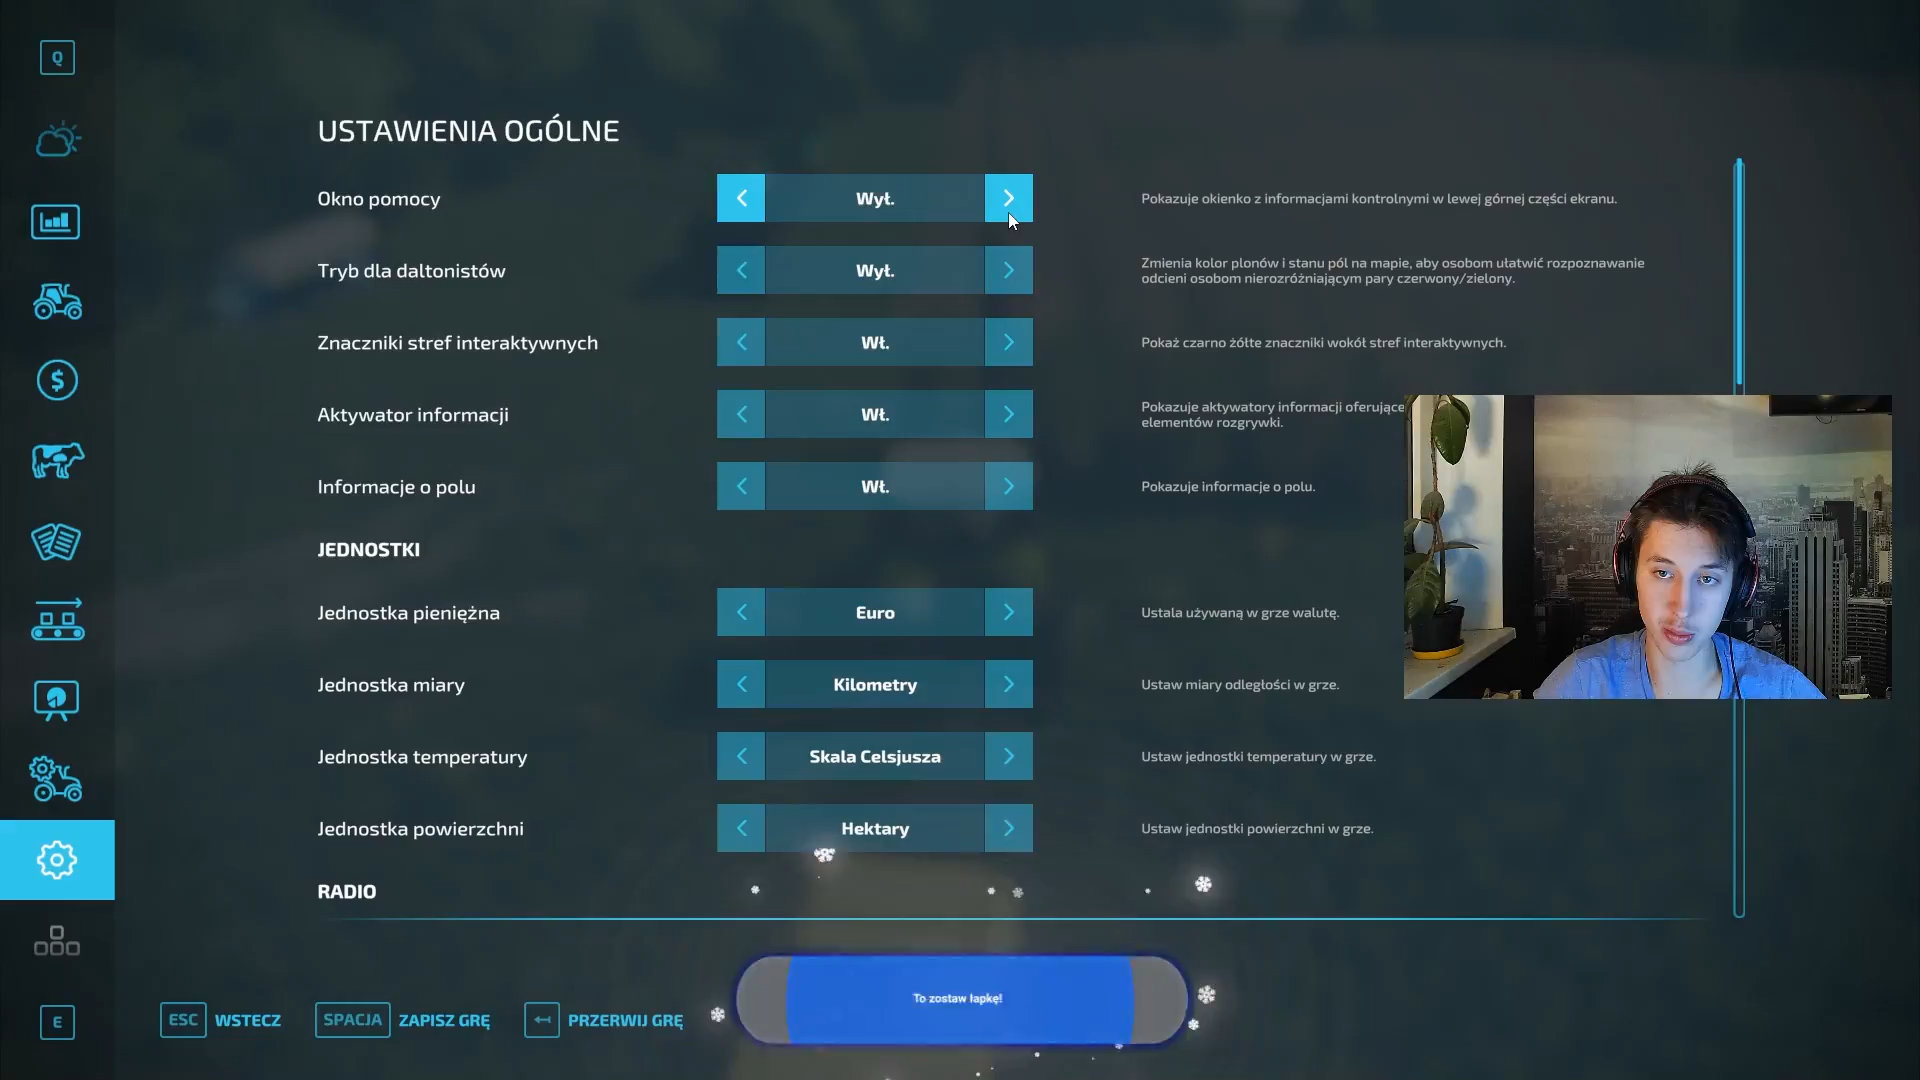 Q
USTAWIENIA OGÓLNE
Okno pomocy
Wył.
Pokazuje okienko z informacjami kontrolnymi w lewej górnej części ekranu.
Tryb dla daltonistów
Wył.
Zmienia kolor plonów i stanu pól na mapie, aby osobom ułatwić rozpoznawanie
odcieni osobom nierozróżniającym pary czerwony/zielony.
Znaczniki stref interaktywnych
Wł.
Pokaż czarno żółte znaczniki wokół stref interaktywnych.
Aktywator informacji
Wł.
Pokazuje aktywatory informacji oferujące
elementów rozgrywki.
Informacje o polu
Wł.
Pokazuje informacje o polu.
JEDNOSTKI
Jednostka pieniężna
Euro
Ustala używaną w grze walutę.
Jednostka miary
Kilometry
Ustaw miary odległości w grze.
Jednostka temperatury
Skala Celsjusza
Ustaw jednostki temperatury w grze.
Jednostka powierzchni
Hektary
Ustaw jednostki powierzchni w grze.
RADIO
To zostaw łapkę!
E
ESC WSTECZ
SPACJA ZAPISZ GRĘ
PRZERWIJ GRĘ